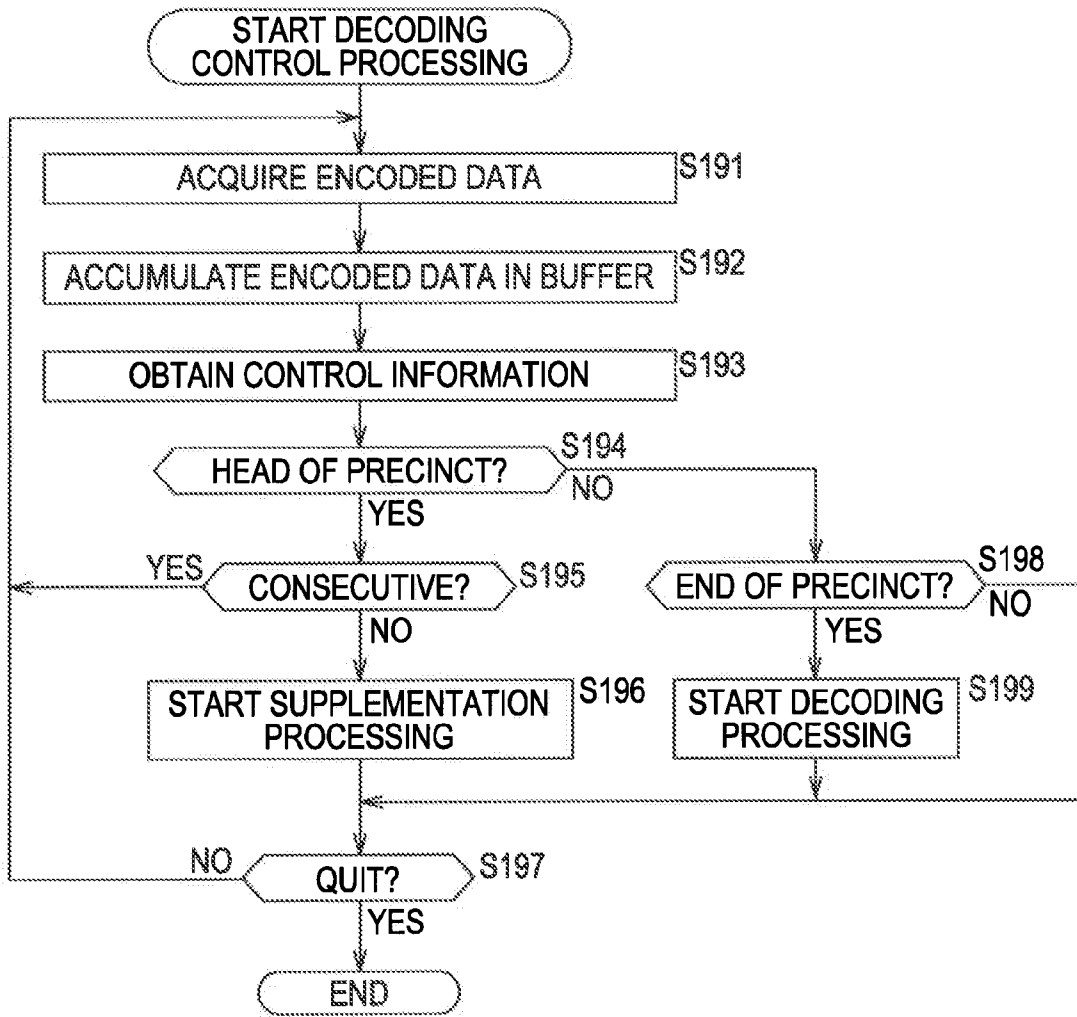 START DECODING
CONTROL PROCESSING
ACQUIRE ENCODED DATA
S191
ACCUMULATE ENCODED DATA IN BUFFER
S192
OBTAIN CONTROL INFORMATION
S193
HEAD OF PRECINCT?
S194
NO
YES
YES
CONSECUTIVE?
S195
NO
END OF PRECINCT?
S198
NO
YES
START SUPPLEMENTATION
PROCESSING
S196
START DECODING
PROCESSING
S199
NO
QUIT?
S197
YES
END